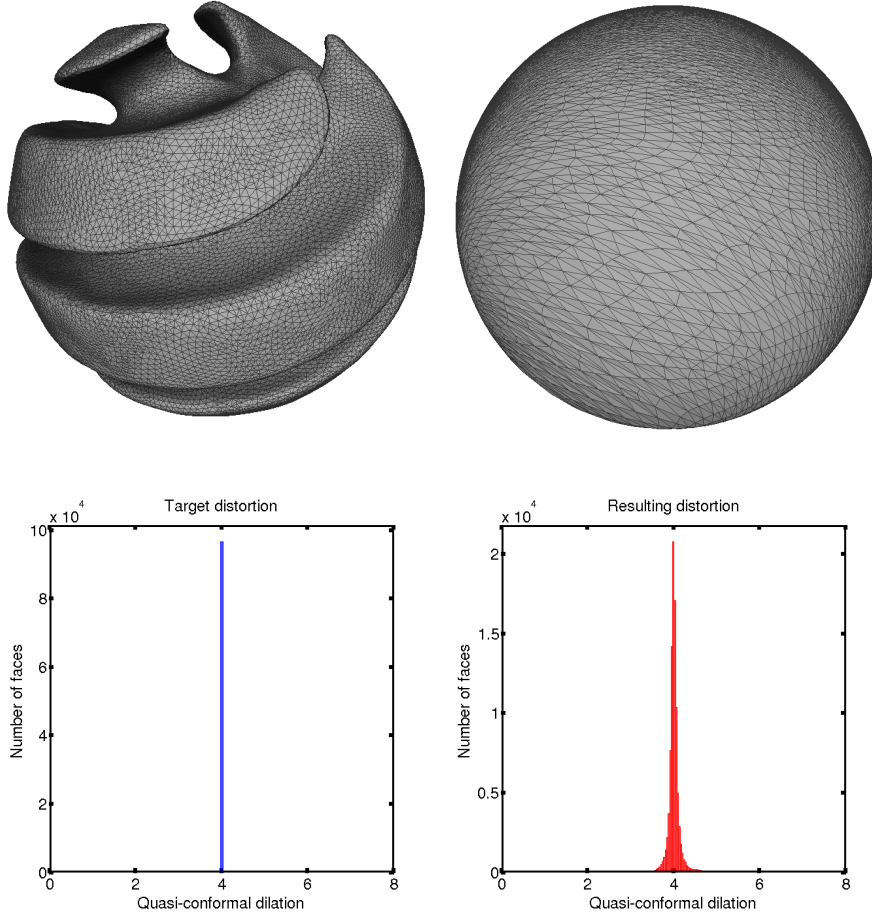 Target distortion
x 10^4
10
8
6
4
2
0
0 2 4 6 8
Number of faces
Quasi-conformal dilation
Resulting distortion
x 10^4
2
1.5
1
0.5
0
0 2 4 6 8
Number of faces
Quasi-conformal dilation